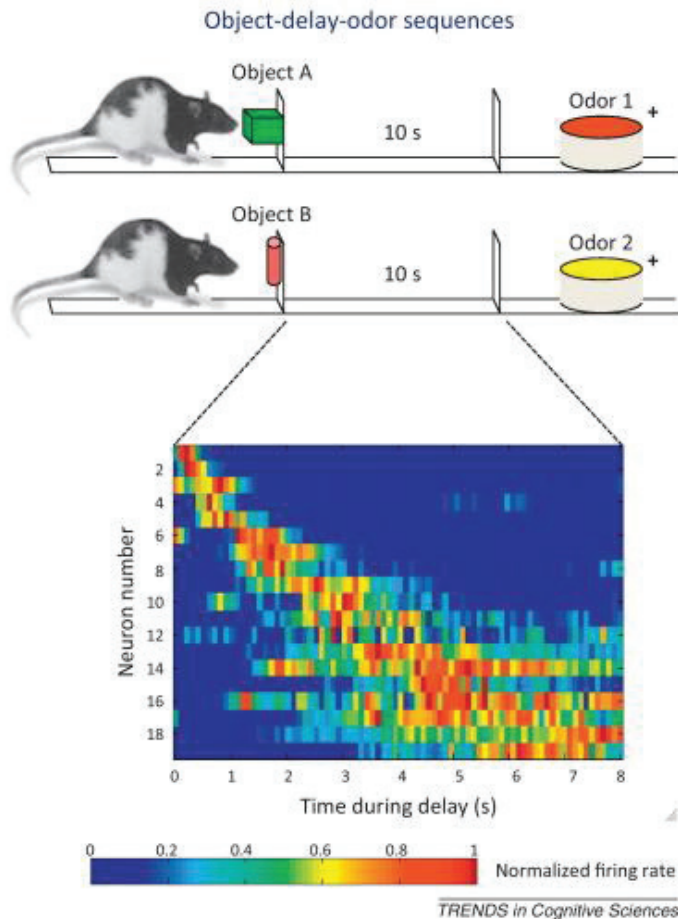 Object-delay-odor sequences
Object A
Odor 1
+
10 s
Object B
Odor 2
+
10 s
Neuron number
2
4
6
8
10
12
14
16
18
0 1 2 3 4 5 6 7 8
Time during delay (s)
0 0.2 0.4 0.6 0.8 1
Normalized firing rate
TRENDS in Cognitive Sciences